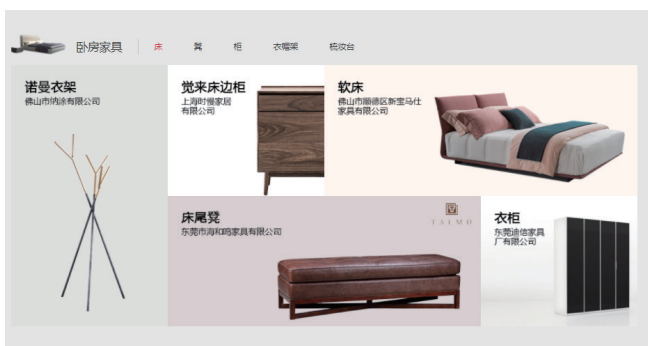 卧房家具
床
凳
柜
衣帽架
梳妆台
诺曼衣架
佛山市纳涂有限公司
觉来床边柜
上海时慢家居
有限公司
软床
佛山市顺德区新宝马仕
家具有限公司
床尾凳
东莞市海和鸣家具有限公司
TAIMO
衣柜
东莞迪信家具
厂有限公司